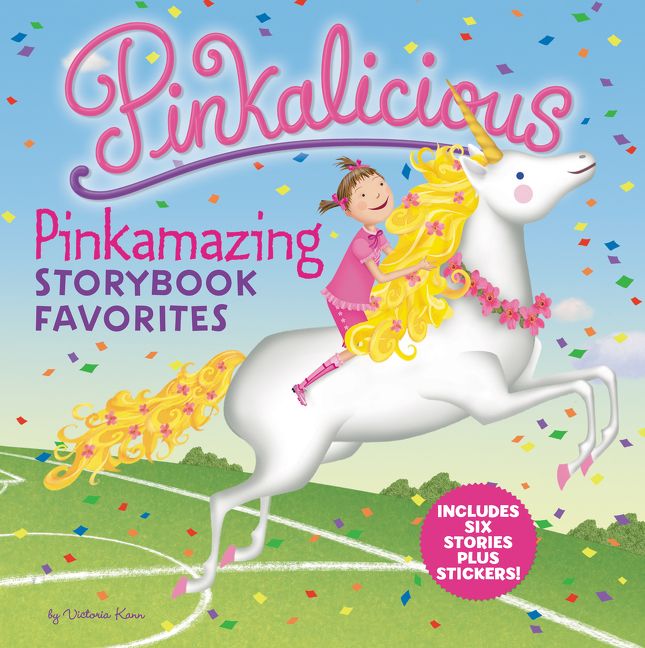 Pinkalicious
Pinkamazing
STORYBOOK
FAVORITES
INCLUDES
SIX
STORIES
PLUS
STICKERS!
by Victoria Kann